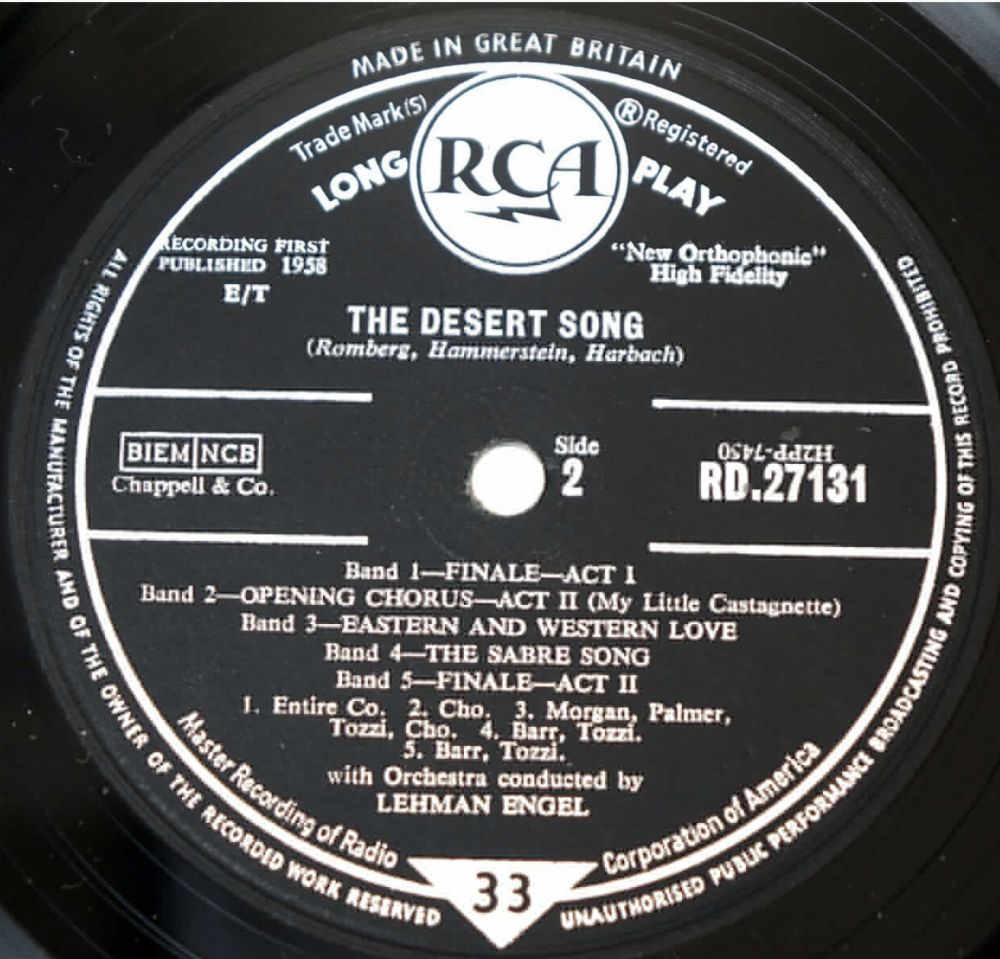 MADE IN GREAT BRITAIN
Trade Mark(S)
® Registered
LONG RCA PLAY
RECORDING FIRST
PUBLISHED 1958
E/T
"New Orthophonic"
High Fidelity
THE DESERT SONG
(Romberg, Hammerstein, Harbach)
BIEM NCB
Chappell & Co.
Side
2
H2PP-7450
RD.27131
Band 1—FINALE—ACT I
Band 2—OPENING CHORUS—ACT II (My Little Castagnette)
Band 3—EASTERN AND WESTERN LOVE
Band 4—THE SABRE SONG
Band 5—FINALE—ACT II
1. Entire Co. 2. Cho. 3. Morgan, Palmer,
Tozzi, Cho. 4. Barr, Tozzi.
5. Barr, Tozzi.
with Orchestra conducted by
LEHMAN ENGEL
Master Recording of Radio Corporation of America
33
ALL RIGHTS OF THE MANUFACTURER AND OF THE OWNER OF THE RECORDED WORK RESERVED
UNAUTHORISED PUBLIC PERFORMANCE BROADCASTING AND COPYING OF THIS RECORD PROHIBITED